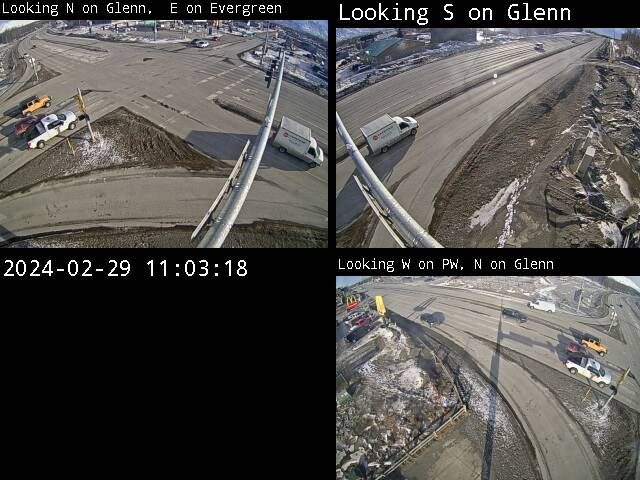 Looking N on Glenn,  E on Evergreen
Looking S on Glenn
2024-02-29 11:03:18
Looking W on PW, N on Glenn